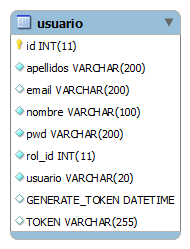 usuario
id INT(11)
apellidos VARCHAR(200)
email VARCHAR(200)
nombre VARCHAR(100)
pwd VARCHAR(200)
rol_id INT(11)
usuario VARCHAR(20)
GENERATE_TOKEN DATETIME
TOKEN VARCHAR(255)